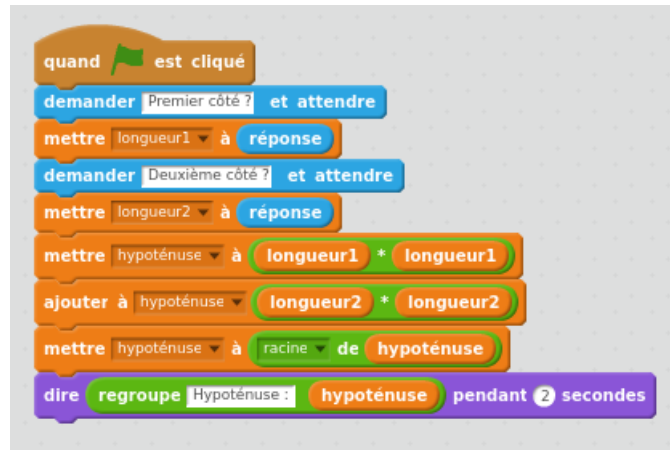 quand est cliqué
demander Premier côté ? et attendre
mettre longueur1 à réponse
demander Deuxième côté ? et attendre
mettre longueur2 à réponse
mettre hypoténuse à longueur1 * longueur1
ajouter à hypoténuse longueur2 * longueur2
mettre hypoténuse à racine de hypoténuse
dire regroupe Hypoténuse : hypoténuse pendant 2 secondes